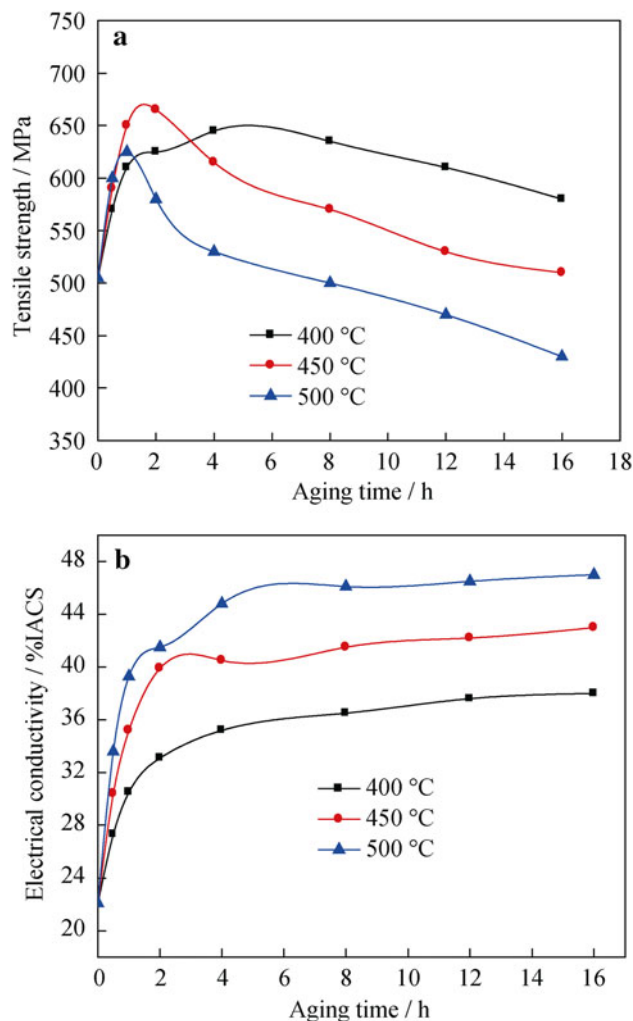 a
750
700
650
600
550
500
450
400
350
Tensile strength / MPa
400 °C
450 °C
500 °C
0 2 4 6 8 10 12 14 16 18
Aging time / h
b
48
44
40
36
32
28
22
20
Electrical conductivity / %IACS
400 °C
450 °C
500 °C
0 2 4 6 8 10 12 14 16
Aging time / h